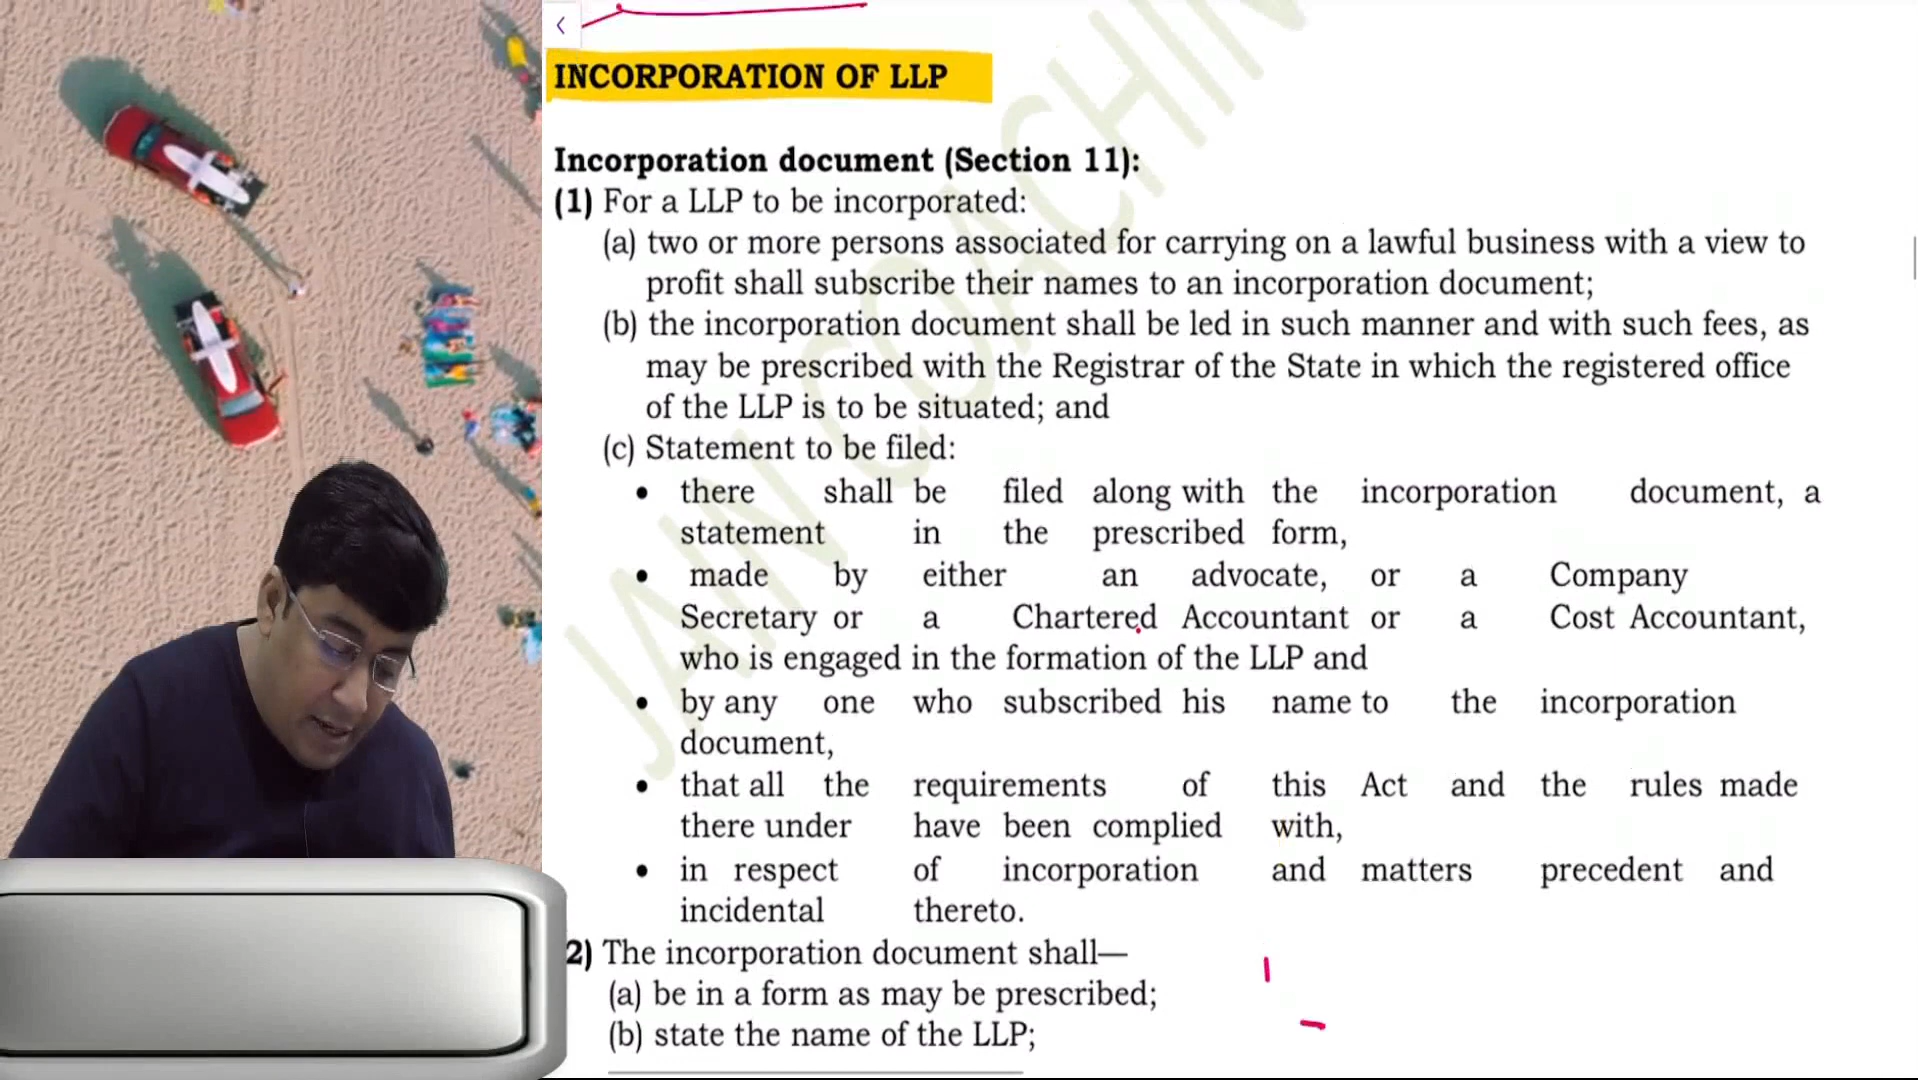 INCORPORATION OF LLP
Incorporation document (Section 11):
(1) For a LLP to be incorporated:
(a) two or more persons associated for carrying on a lawful business with a view to
profit shall subscribe their names to an incorporation document;
(b) the incorporation document shall be led in such manner and with such fees, as
may be prescribed with the Registrar of the State in which the registered office
of the LLP is to be situated; and
(c) Statement to be filed:
• there shall be filed along with the incorporation document, a
statement in the prescribed form,
• made by either an advocate, or a Company
Secretary or a Chartered Accountant or a Cost Accountant,
who is engaged in the formation of the LLP and
• by any one who subscribed his name to the incorporation
document,
• that all the requirements of this Act and the rules made
there under have been complied with,
• in respect of incorporation and matters precedent and
incidental thereto.
2) The incorporation document shall—
(a) be in a form as may be prescribed;
(b) state the name of the LLP;
JAIN COACHIN